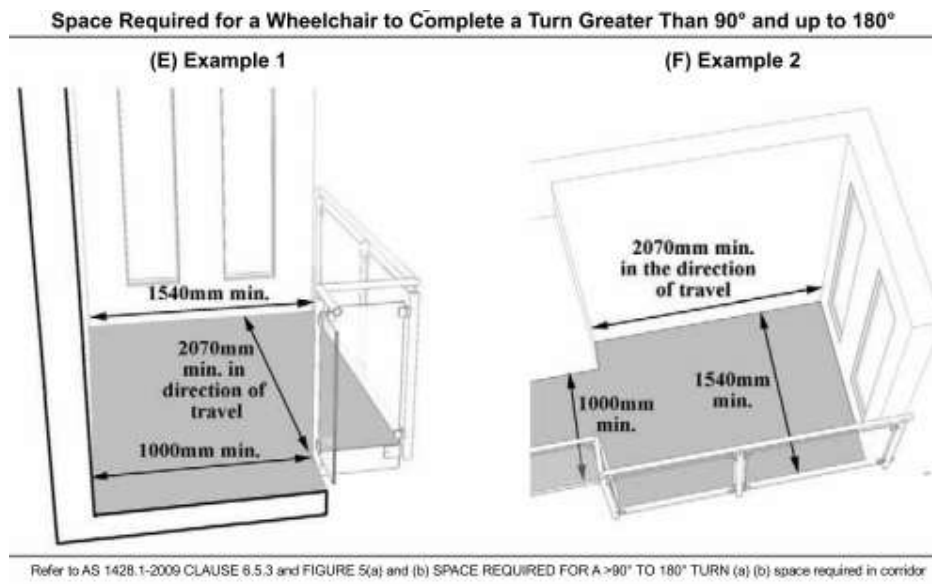 Space Required for a Wheelchair to Complete a Turn Greater Than 90° and up to 180°
(E) Example 1
(F) Example 2
1540mm min.
2070mm
min. in
direction of
travel
1000mm min.
2070mm min.
in the direction
of travel
1540mm
min.
1000mm
min.
Refer to AS 1428.1-2009 CLAUSE 6.5.3 and FIGURE 5(a) and (b) SPACE REQUIRED FOR A >90° TO 180° TURN (a) (b) space required in corridor